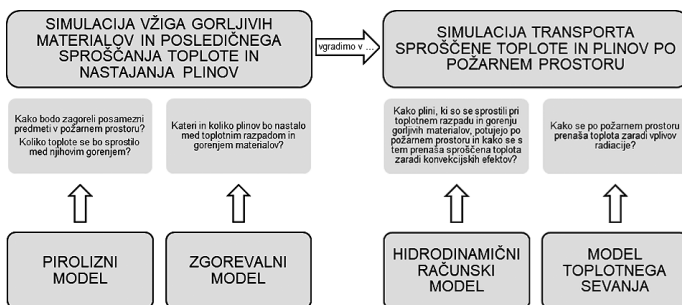 SIMULACIJA VŽIGA GORLJIVIH
MATERIALOV IN POSLEDIČNEGA
SPROŠČANJA TOPLOTE IN
NASTAJANJA PLINOV
vgradimo v ...
SIMULACIJA TRANSPORTA
SPROŠČENE TOPLOTE IN PLINOV PO
POŽARNEM PROSTORU
Kako bodo zagoreli posamezni
predmeti v požarnem prostoru?
Koliko toplote se bo sprostilo
med njihovim gorenjem?
Kateri in koliko plinov bo nastalo
med toplotnim razpadom in
gorenjem materialov?
Kako plini, ki so se sprostili pri
toplotnem razpadu in gorenju
gorljivih materialov, potujejo po
požarnem prostoru in kako se s
tem prenaša sproščena toplota
zaradi konvekcijskih efektov?
Kako se po požarnem prostoru
prenaša toplota zaradi vplivov
radiacije?
PIROLIZNI
MODEL
ZGOREVALNI
MODEL
HIDRODINAMIČNI
RAČUNSKI
MODEL
MODEL
TOPLOTNEGA
SEVANJA